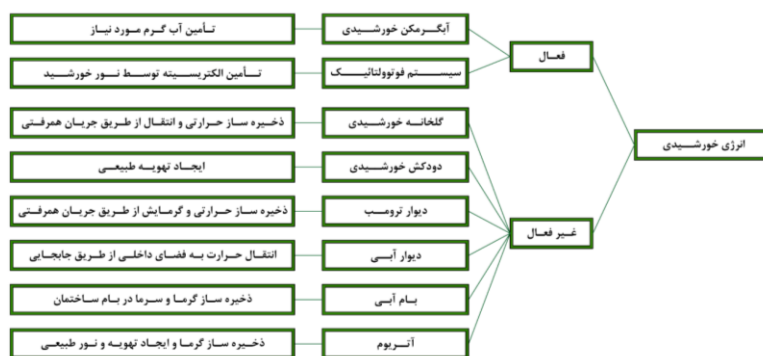 انرژی خورشیدی
فعال
آبگرمکن خورشیدی
تأمین آب گرم مورد نیاز
سیستم فوتوولتائیک
تأمین الکتریسیته توسط نور خورشید
غیر فعال
گلخانه خورشیدی
ذخیره ساز حرارتی و انتقال از طریق جریان همرفتی
دودکش خورشیدی
ایجاد تهویه طبیعی
دیوار ترومب
ذخیره ساز حرارتی و گرمایش از طریق جریان همرفتی
دیوار آبی
انتقال حرارت به فضای داخلی از طریق جابجایی
بام آبی
ذخیره ساز گرما و سرما در بام ساختمان
آتریوم
ذخیره ساز گرما و ایجاد تهویه و نور طبیعی